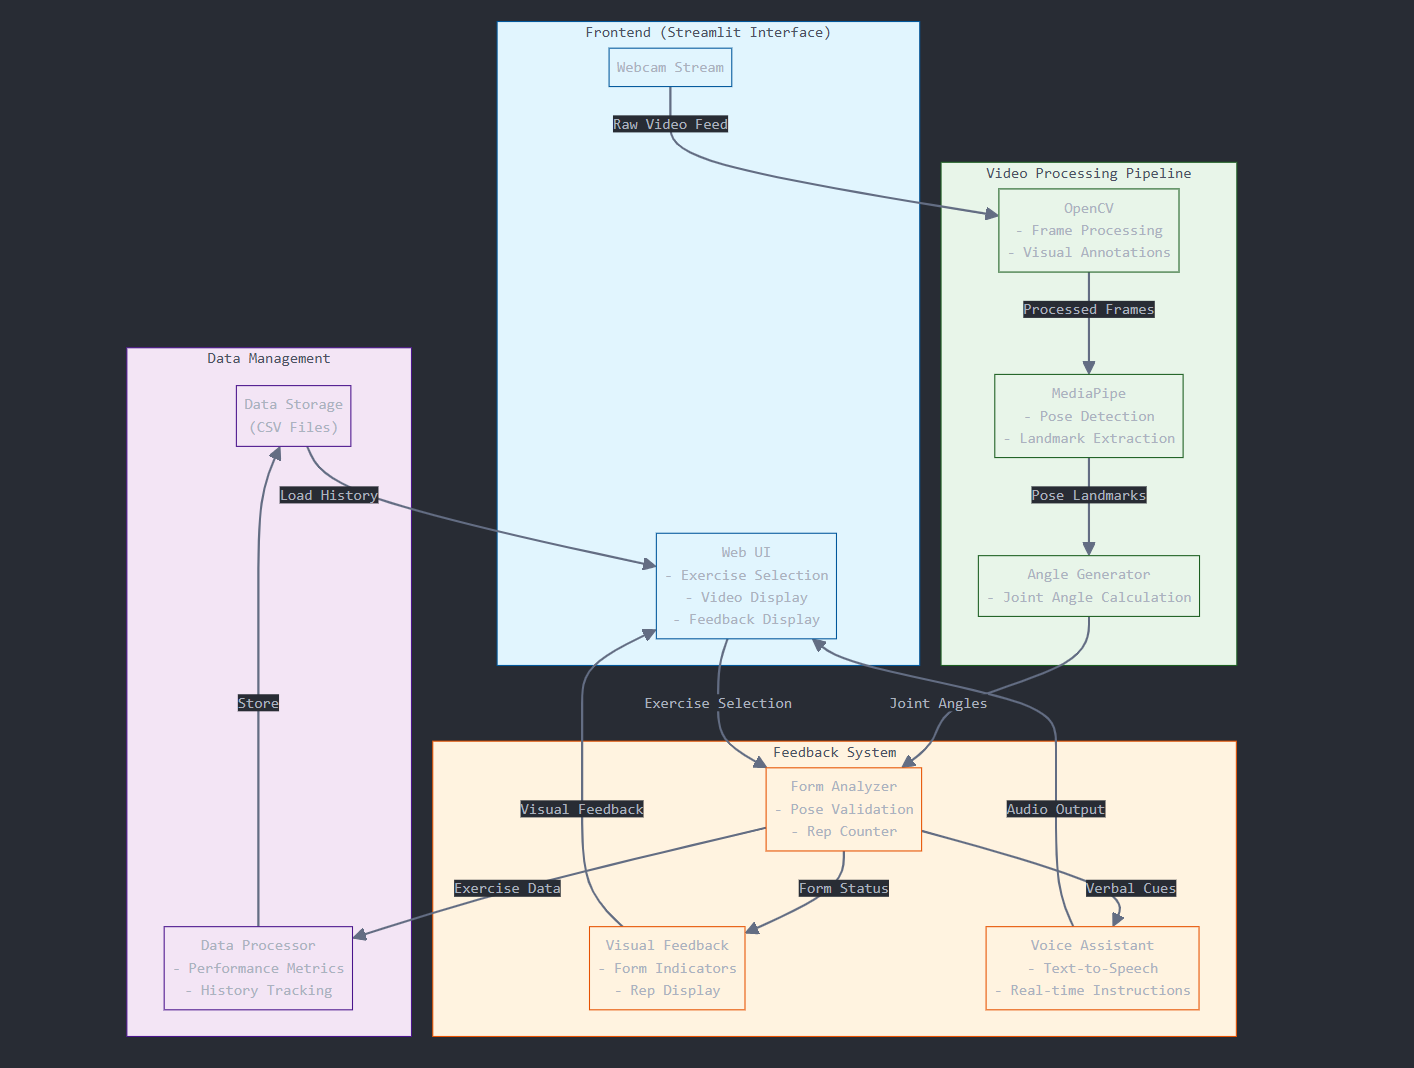 Frontend (Streamlit Interface)
Webcam Stream
Raw Video Feed
Video Processing Pipeline
OpenCV
- Frame Processing
- Visual Annotations
Processed Frames
MediaPipe
- Pose Detection
- Landmark Extraction
Pose Landmarks
Angle Generator
- Joint Angle Calculation
Data Management
Data Storage
(CSV Files)
Load History
Web UI
- Exercise Selection
- Video Display
- Feedback Display
Store
Exercise Selection
Joint Angles
Feedback System
Form Analyzer
- Pose Validation
- Rep Counter
Visual Feedback
Audio Output
Exercise Data
Form Status
Verbal Cues
Data Processor
- Performance Metrics
- History Tracking
Visual Feedback
- Form Indicators
- Rep Display
Voice Assistant
- Text-to-Speech
- Real-time Instructions